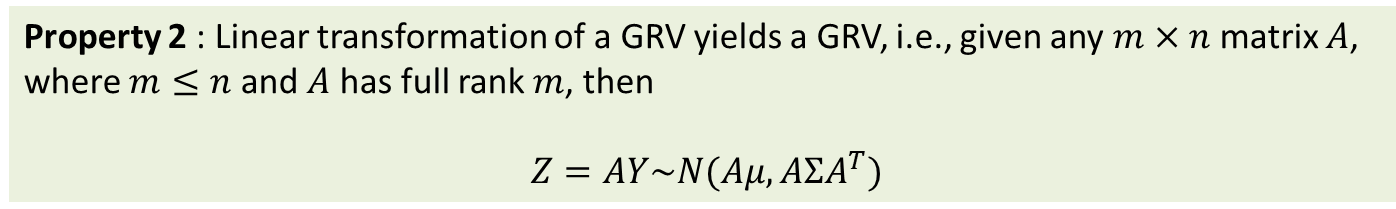 Property 2 : Linear transformation of a GRV yields a GRV, i.e., given any m × n matrix A,
where m ≤ n and A has full rank m, then
Z = AY~N(Aμ, AΣAᵀ)